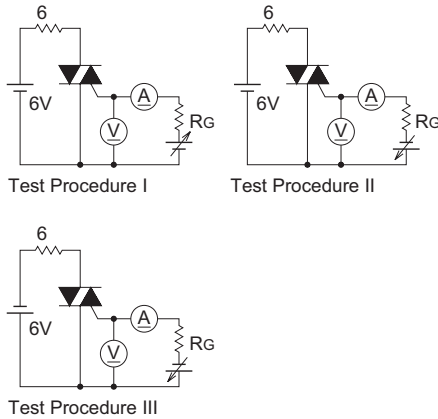 6
A
V
RG
6V
Test Procedure I
6
A
V
RG
6V
Test Procedure II
6
A
V
RG
6V
Test Procedure III